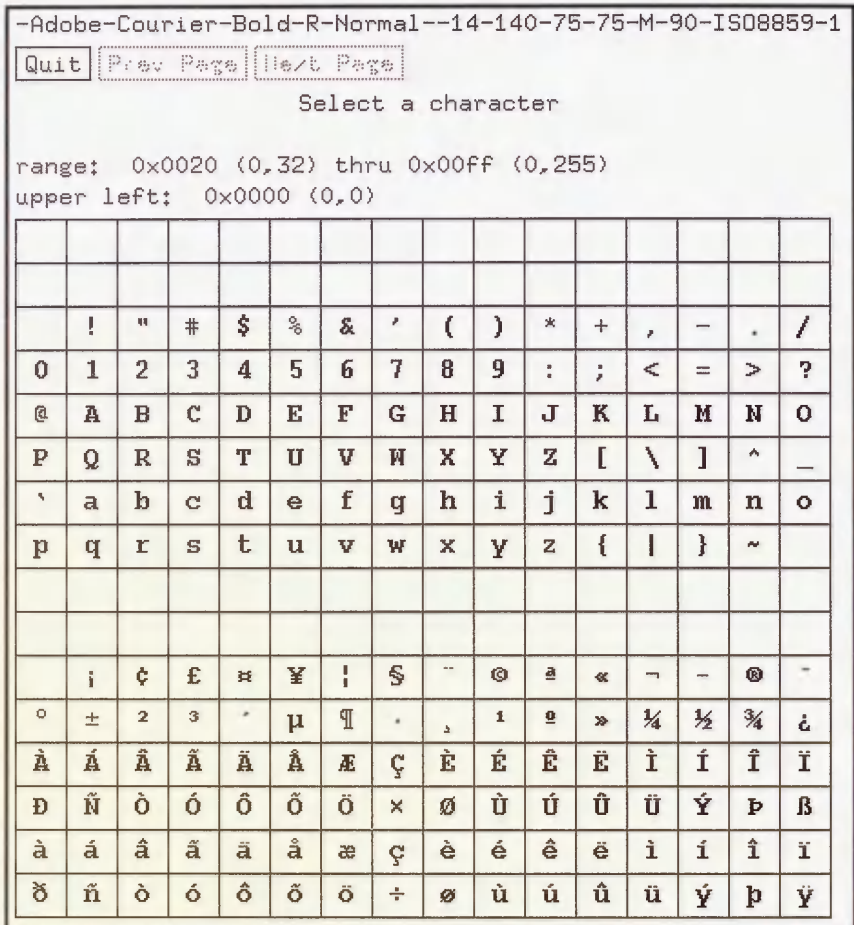 -Adobe-Courier-Bold-R-Normal--14-140-75-75-M-90-ISO8859-1
Quit Prev Page Next Page
Select a character
range: 0x0020 (0,32) thru 0x00ff (0,255)
upper left: 0x0000 (0,0)
! " # $ % & ' ( ) * + , - . /
0 1 2 3 4 5 6 7 8 9 : ; < = > ?
@ A B C D E F G H I J K L M N O
P Q R S T U V W X Y Z [ \ ] ^ _
` a b c d e f g h i j k l m n o
p q r s t u v w x y z { | } ~
¡ ¢ £ ¤ ¥ ¦ § ¨ © ª « ¬ - ® ¯
° ± ² ³ ´ µ ¶ · ¸ ¹ º » ¼ ½ ¾ ¿
À Á Â Ã Ä Å Æ Ç È É Ê Ë Ì Í Î Ï
Ð Ñ Ò Ó Ô Õ Ö × Ø Ù Ú Û Ü Ý Þ ß
à á â ã ä å æ ç è é ê ë ì í î ï
ð ñ ò ó ô õ ö ÷ ø ù ú û ü ý þ ÿ